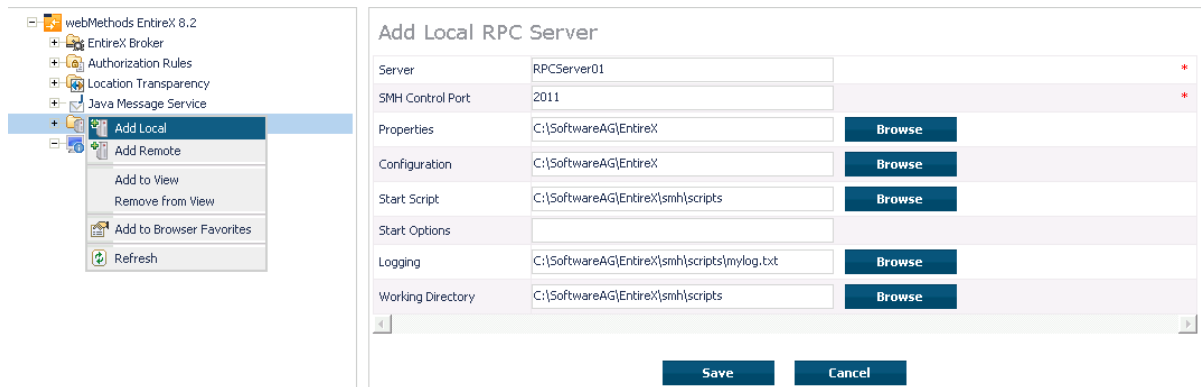 webMethods EntireX 8.2
EntireX Broker
Authorization Rules
Location Transparency
Java Message Service
Add Local
Add Remote
Add to View
Remove from View
Add to Browser Favorites
Refresh
Add Local RPC Server
Server RPCServer01 *
SMH Control Port 2011 *
Properties C:\SoftwareAG\EntireX Browse
Configuration C:\SoftwareAG\EntireX Browse
Start Script C:\SoftwareAG\EntireX\smh\scripts Browse
Start Options
Logging C:\SoftwareAG\EntireX\smh\scripts\mylog.txt Browse
Working Directory C:\SoftwareAG\EntireX\smh\scripts Browse
Save Cancel